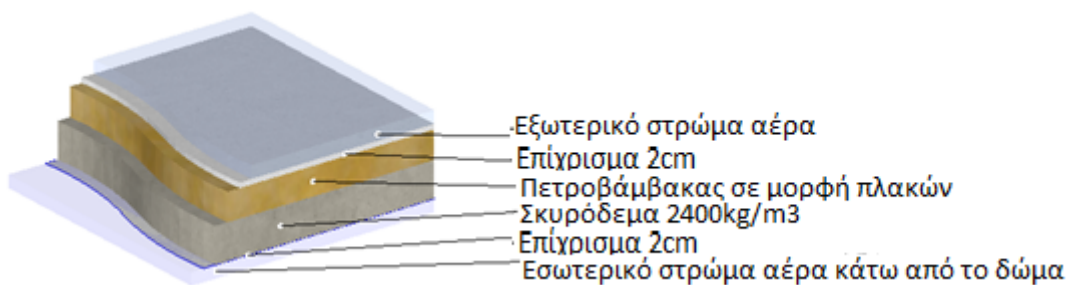 Εξωτερικό στρώμα αέρα
Επίχρισμα 2cm
Πετροβάμβακας σε μορφή πλακών
Σκυρόδεμα 2400kg/m3
Επίχρισμα 2cm
Εσωτερικό στρώμα αέρα κάτω από το δώμα